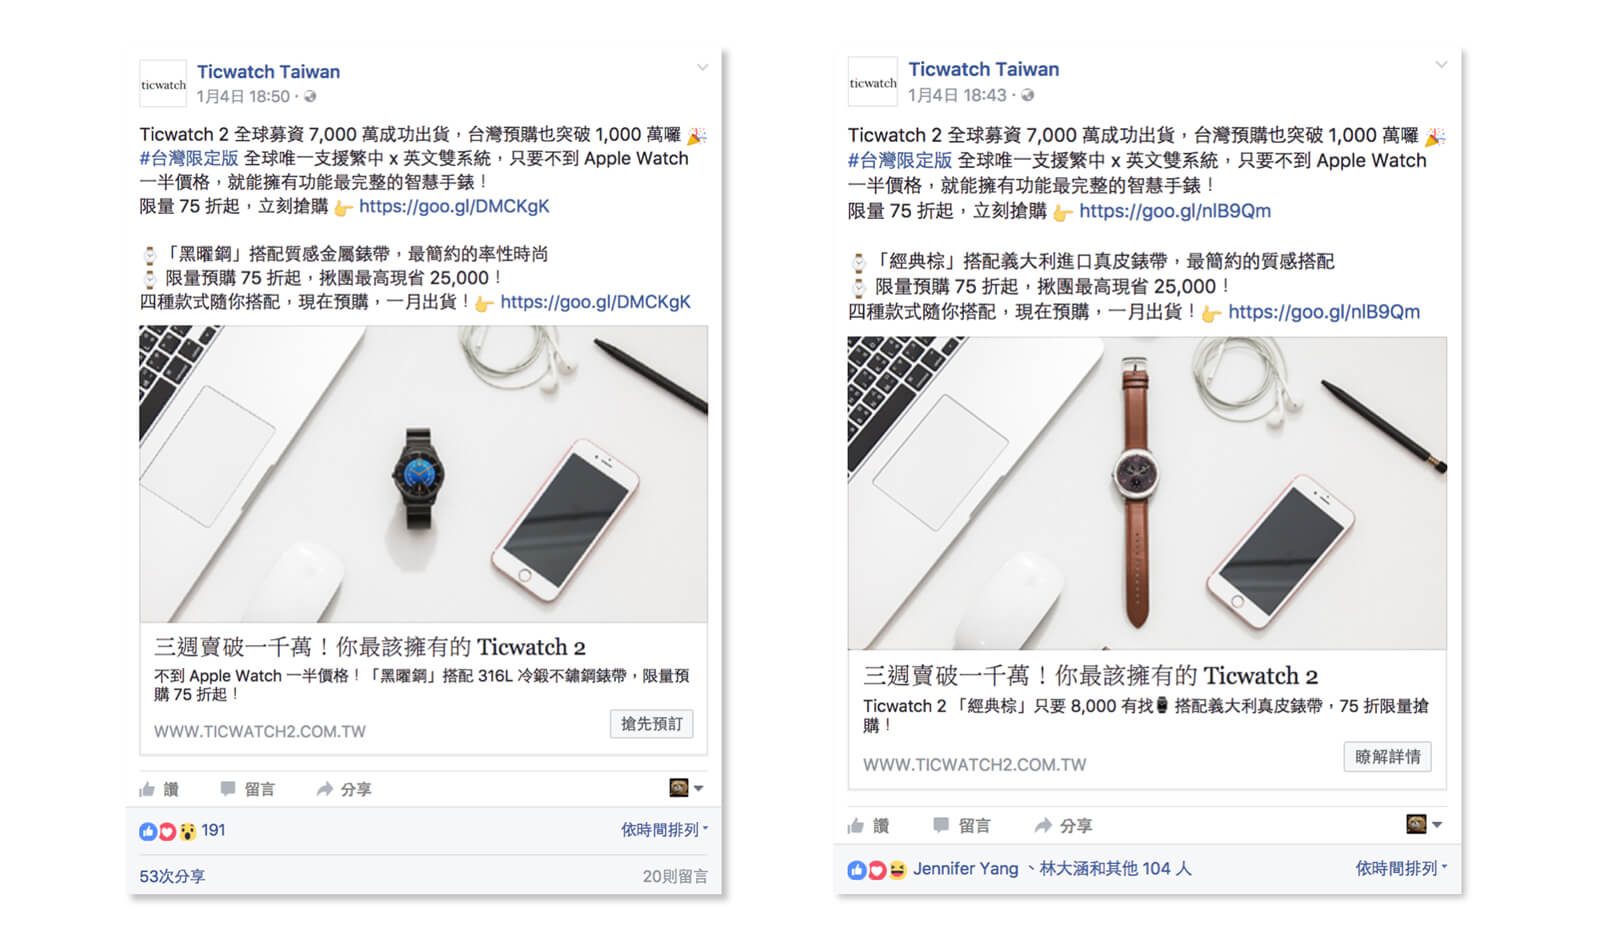 ticwatch
Ticwatch Taiwan
1月4日 18:50 ·
Ticwatch 2 全球募資 7,000 萬成功出貨，台灣預購也突破 1,000 萬囉 🎉
#台灣限定版 全球唯一支援繁中 x 英文雙系統，只要不到 Apple Watch
一半價格，就能擁有功能最完整的智慧手錶！
限量 75 折起，立刻搶購 👉 https://goo.gl/DMCKgK
⌚「黑曜鋼」搭配質感金屬錶帶，最簡約的率性時尚
⌚ 限量預購 75 折起，揪團最高現省 25,000！
四種款式隨你搭配，現在預購，一月出貨！👉 https://goo.gl/DMCKgK
三週賣破一千萬！你最該擁有的 Ticwatch 2
不到 Apple Watch 一半價格！「黑曜鋼」搭配 316L 冷鍛不鏽鋼錶帶，限量預
購 75 折起！
WWW.TICWATCH2.COM.TW
搶先預訂
讚 留言 分享
191
依時間排列
53次分享
20則留言
ticwatch
Ticwatch Taiwan
1月4日 18:43 ·
Ticwatch 2 全球募資 7,000 萬成功出貨，台灣預購也突破 1,000 萬囉 🎉
#台灣限定版 全球唯一支援繁中 x 英文雙系統，只要不到 Apple Watch
一半價格，就能擁有功能最完整的智慧手錶！
限量 75 折起，立刻搶購 👉 https://goo.gl/nlB9Qm
⌚「經典棕」搭配義大利進口真皮錶帶，最簡約的質感搭配
⌚ 限量預購 75 折起，揪團最高現省 25,000！
四種款式隨你搭配，現在預購，一月出貨！👉 https://goo.gl/nlB9Qm
三週賣破一千萬！你最該擁有的 Ticwatch 2
Ticwatch 2 「經典棕」只要 8,000 有找⌚ 搭配義大利真皮錶帶，75 折限量搶
購！
WWW.TICWATCH2.COM.TW
瞭解詳情
讚 留言 分享
Jennifer Yang、林大涵和其他 104 人
依時間排列